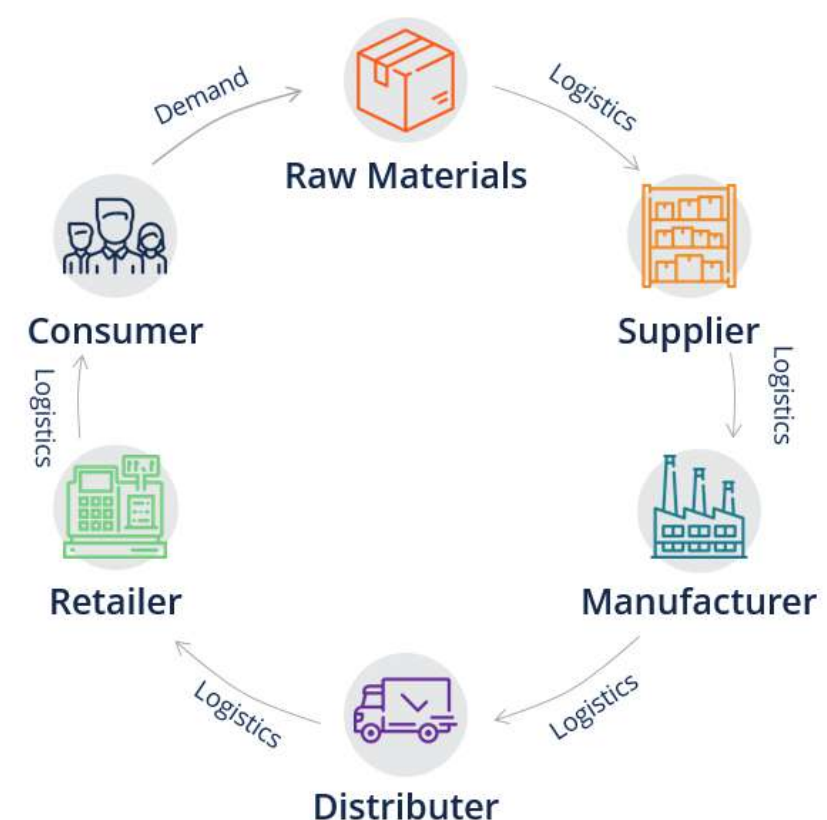 Raw Materials
Logistics
Supplier
Logistics
Manufacturer
Logistics
Distributer
Logistics
Retailer
Logistics
Consumer
Demand